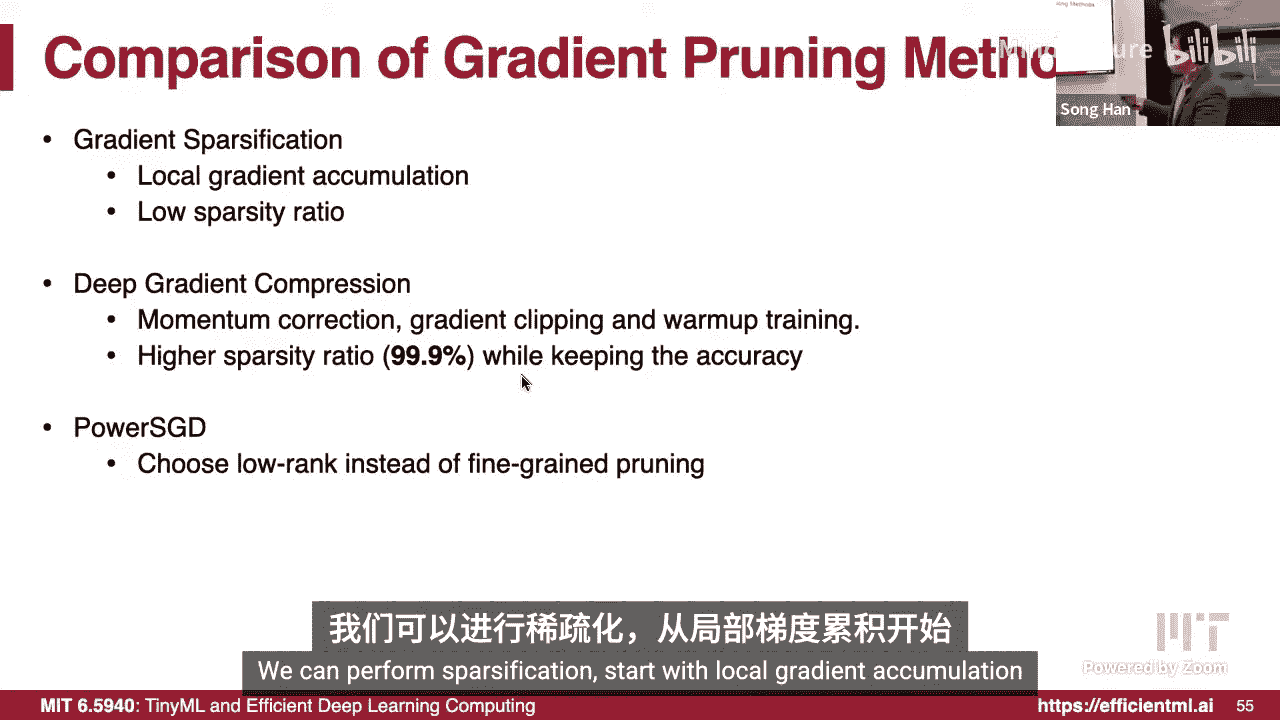 Comparison of Gradient Pruning Metho
Mind
ure
bilibili
Song Han
• Gradient Sparsification
• Local gradient accumulation
• Low sparsity ratio
• Deep Gradient Compression
• Momentum correction, gradient clipping and warmup training.
• Higher sparsity ratio (99.9%) while keeping the accuracy
• PowerSGD
• Choose low-rank instead of fine-grained pruning
我们可以进行稀疏化，从局部梯度累积开始
We can perform sparsification, start with local gradient accumulation
MIT
Powered by Zoom
MIT 6.5940: TinyML and Efficient Deep Learning Computing
https://efficientml.ai
55